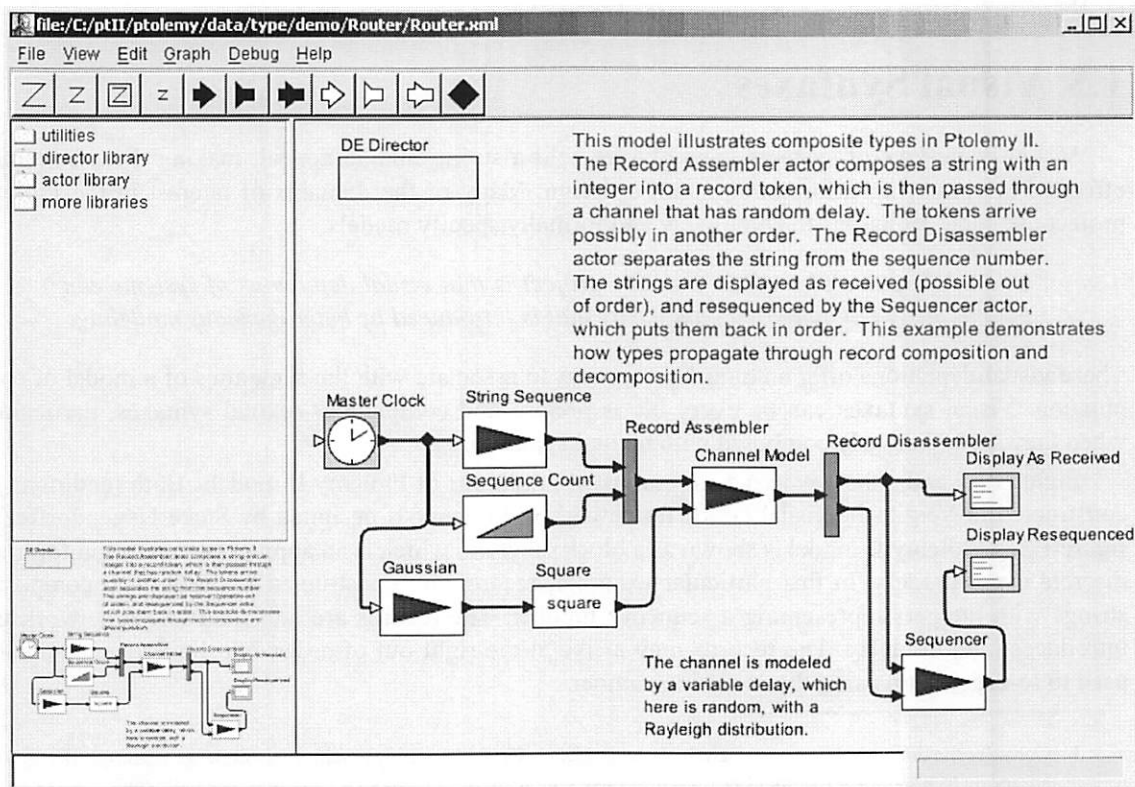 file:/C:/ptII/ptolemy/data/type/demo/Router/Router.xml
File View Edit Graph Debug Help
utilities
director library
actor library
more libraries
DE Director
This model illustrates composite types in Ptolemy II.
The Record Assembler actor composes a string with an
integer into a record token, which is then passed through
a channel that has random delay. The tokens arrive
possibly in another order. The Record Disassembler
actor separates the string from the sequence number.
The strings are displayed as received (possible out
of order), and resequenced by the Sequencer actor,
which puts them back in order. This example demonstrates
how types propagate through record composition and
decomposition.
Master Clock
String Sequence
Record Assembler
Record Disassembler
Channel Model
Display As Received
Sequence Count
Display Resequenced
Gaussian
Square
square
Sequencer
The channel is modeled
by a variable delay, which
here is random, with a
Rayleigh distribution.